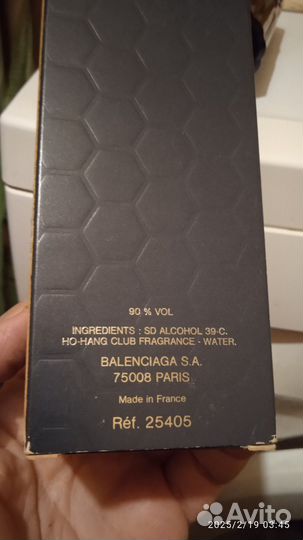 90 % VOL
INGREDIENTS : SD ALCOHOL 39-C.
HO-HANG CLUB FRAGRANCE - WATER.
BALENCIAGA S.A.
75008 PARIS
Made in France
Réf. 25405
2025/2/19 03:45
Avito